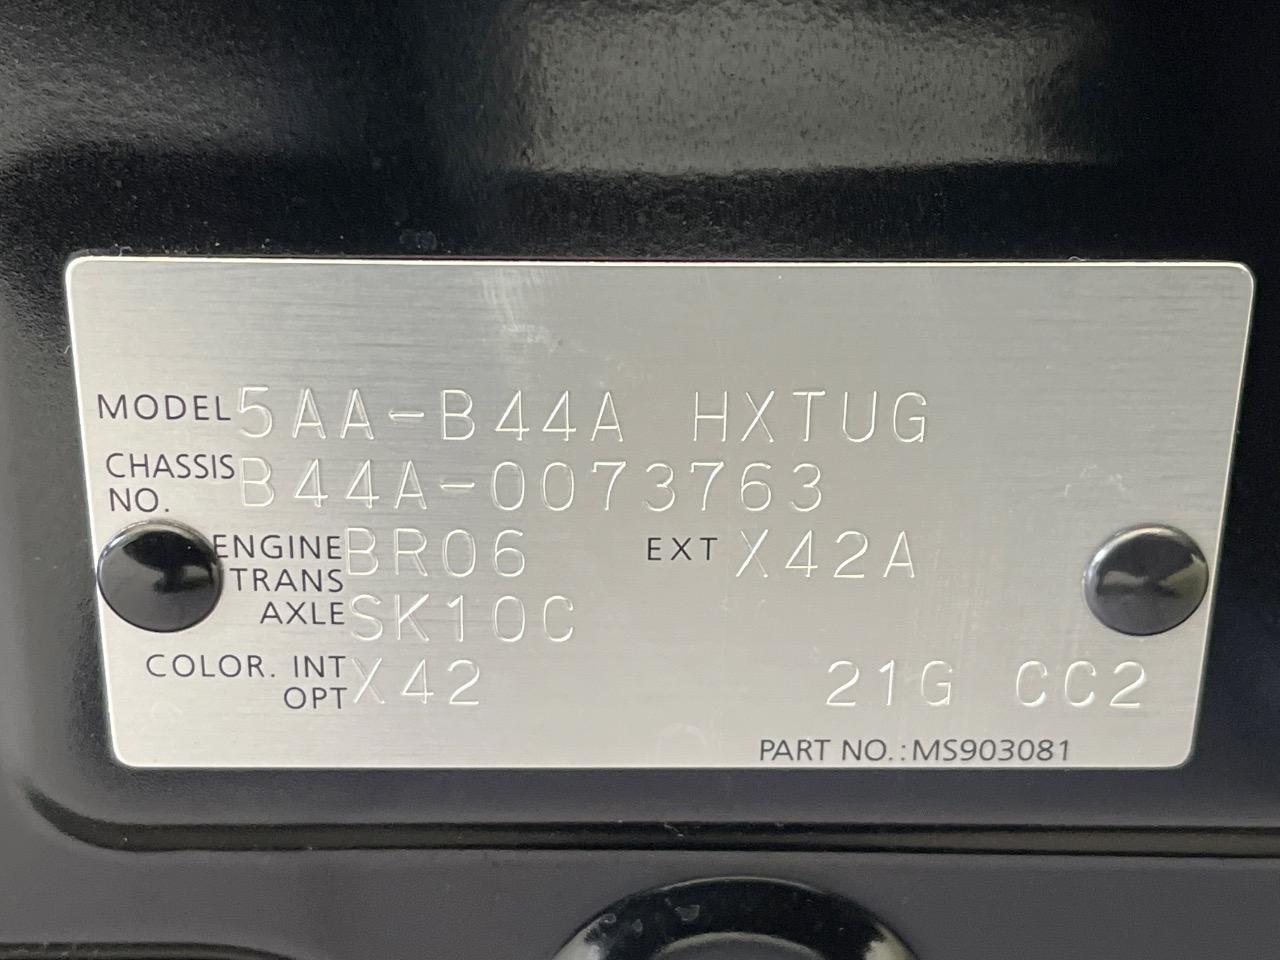 MODEL 5AA-B44A HXTUG
CHASSIS NO. B44A-0073763
ENGINE BR06 EXT X42A
TRANS
AXLE SK10C
COLOR. INT X42 21G CC2
OPT
PART NO.:MS903081